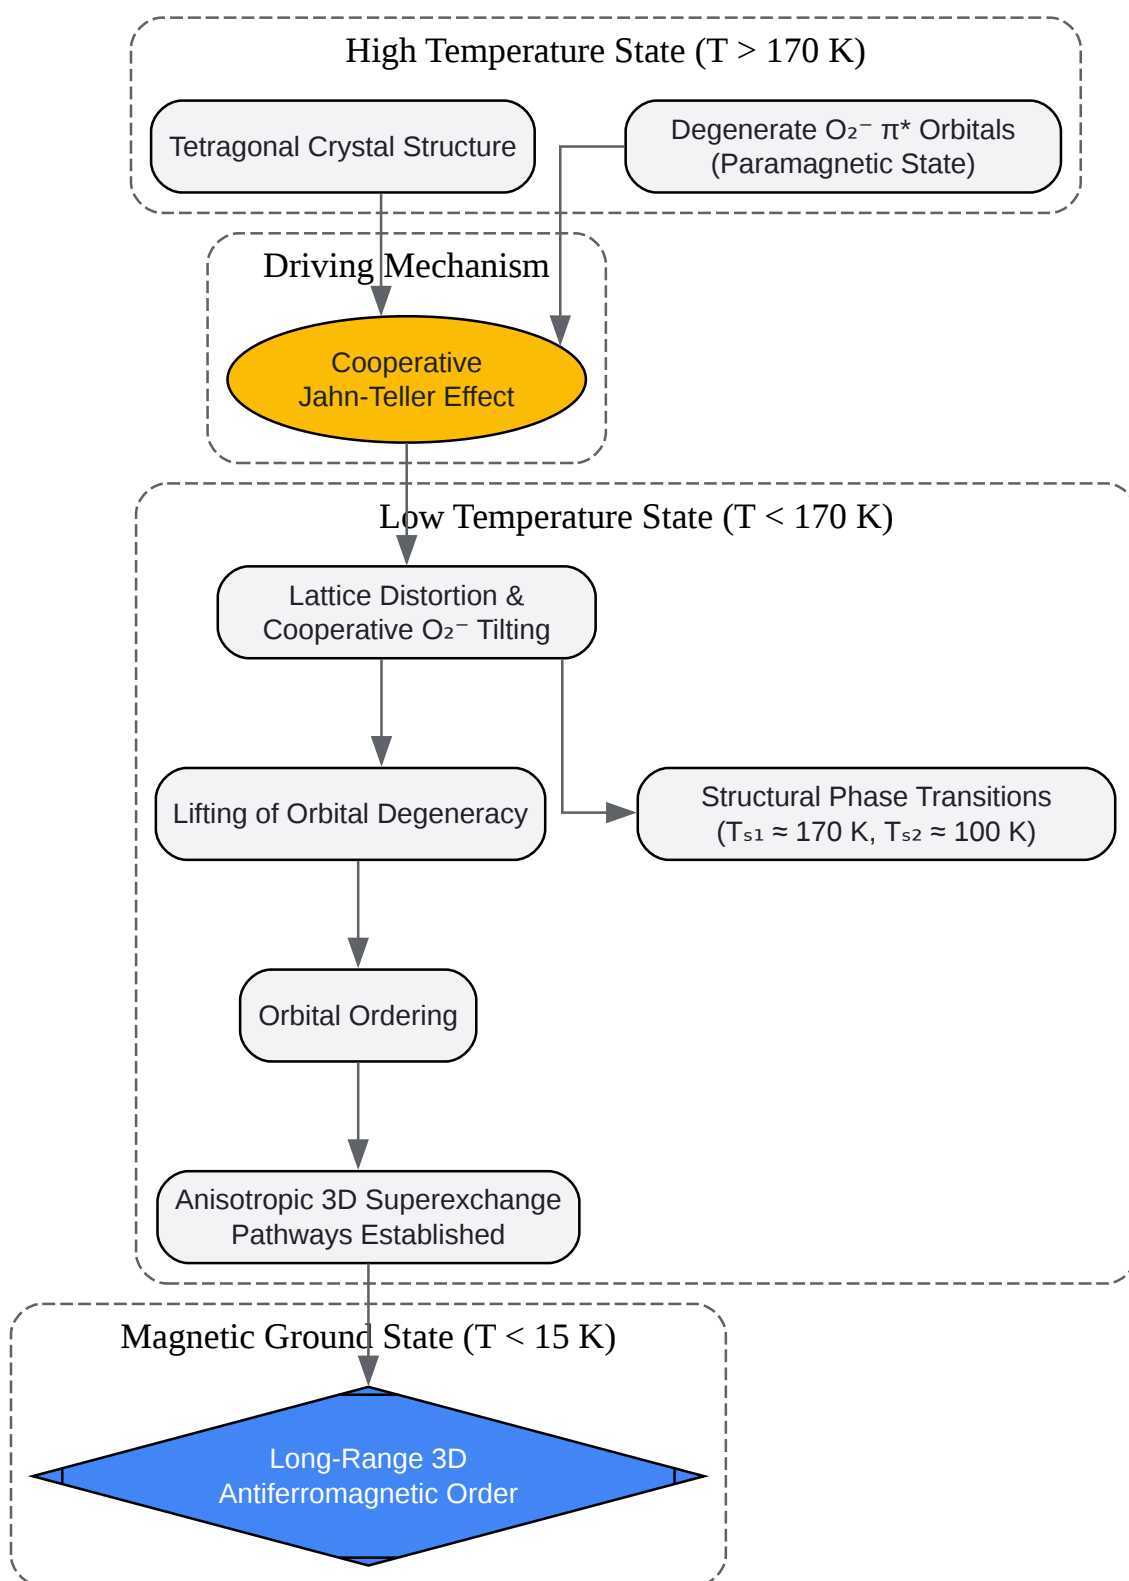 High Temperature State (T > 170 K)
Tetragonal Crystal Structure
Degenerate O₂⁻ π* Orbitals
(Paramagnetic State)
Driving Mechanism
Cooperative
Jahn-Teller Effect
Low Temperature State (T < 170 K)
Lattice Distortion &
Cooperative O₂⁻ Tilting
Lifting of Orbital Degeneracy
Structural Phase Transitions
(Tₛ₁ ≈ 170 K, Tₛ₂ ≈ 100 K)
Orbital Ordering
Anisotropic 3D Superexchange
Pathways Established
Magnetic Ground State (T < 15 K)
Long-Range 3D
Antiferromagnetic Order